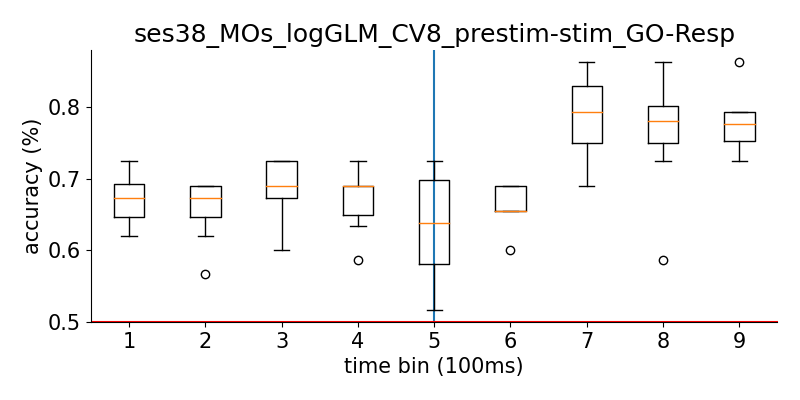 ses38_MOs_logGLM_CV8_prestim-stim_GO-Resp
accuracy (%)
0.8
0.7
0.6
0.5
1 2 3 4 5 6 7 8 9
time bin (100ms)